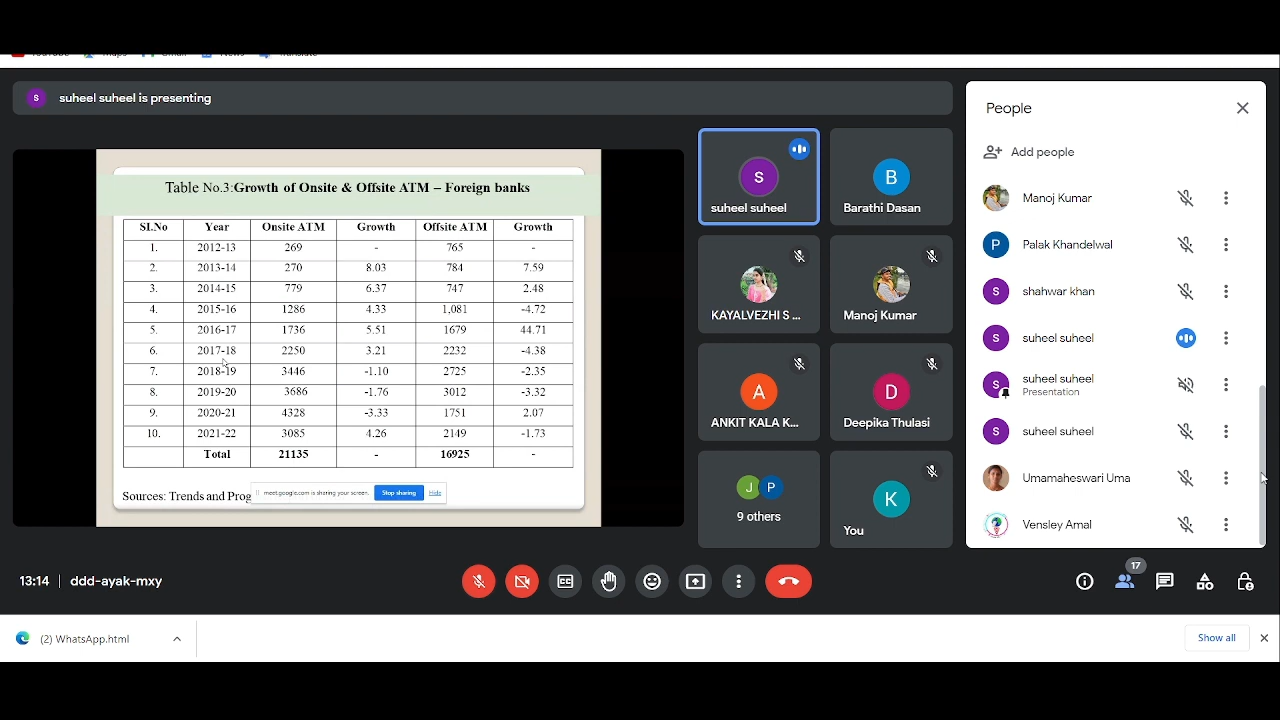 suheel suheel is presenting
S
Table No.3:Growth of Onsite & Offsite ATM – Foreign banks
SI.No Year Onsite ATM Growth Offsite ATM Growth
1. 2012-13 269 - 765 -
2. 2013-14 270 8.03 784 7.59
3. 2014-15 779 6.37 747 2.48
4. 2015-16 1286 4.33 1,081 -4.72
5. 2016-17 1736 5.51 1679 44.71
6. 2017-18 2250 3.21 2232 -4.38
7. 2018-19 3446 -1.10 2725 -2.35
8. 2019-20 3686 -1.76 3012 -3.32
9. 2020-21 4328 -3.33 1751 2.07
10. 2021-22 3085 4.26 2149 -1.73
Total 21135 - 16925 -
Sources: Trends and Prog
meet.google.com is sharing your screen. Stop sharing Hide
S
suheel suheel
B
Barathi Dasan
KAYALVEZHI S ...
Manoj Kumar
A
ANKIT KALA K...
D
Deepika Thulasi
J P
9 others
K
You
People
Add people
Manoj Kumar
P Palak Khandelwal
S shahwar khan
S suheel suheel
S suheel suheel
Presentation
S suheel suheel
Umamaheswari Uma
Vensley Amal
13:14 | ddd-ayak-mxy
17
(2) WhatsApp.html
Show all